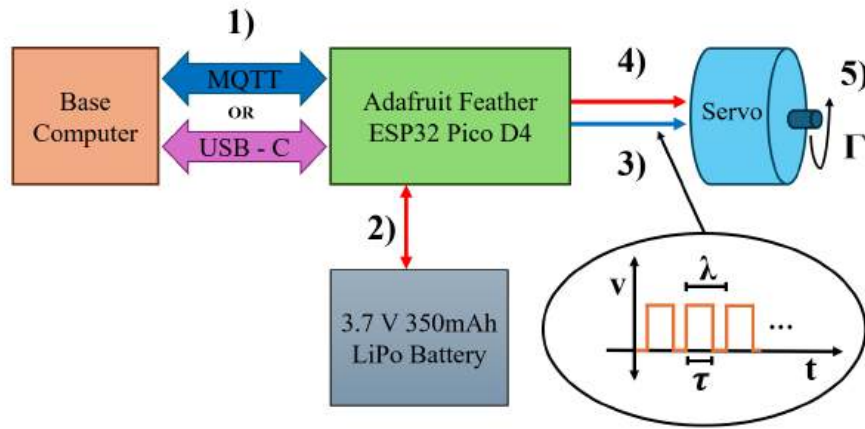 1)
Base
Computer
MQTT
OR
USB - C
Adafruit Feather
ESP32 Pico D4
4)
3)
Servo
5)
Γ
2)
3.7 V 350mAh
LiPo Battery
v
λ
...
τ
t